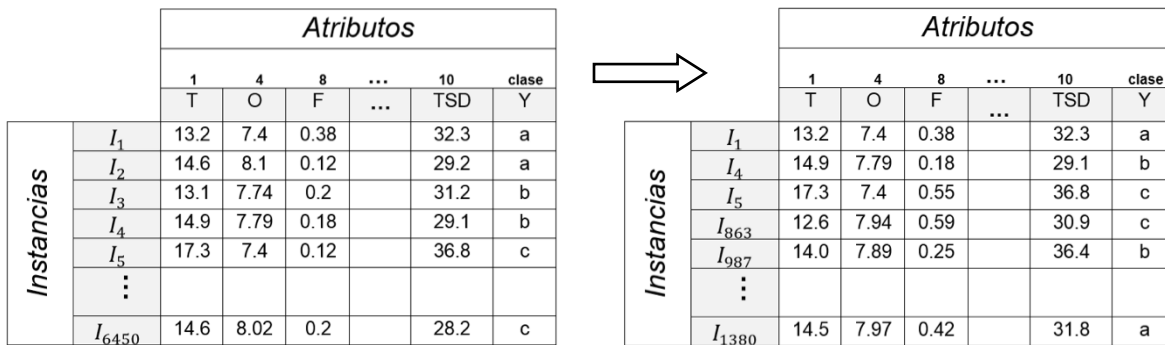 Atributos
1 4 8 ... 10 clase
T O F ... TSD Y
Instancias
I₁ 13.2 7.4 0.38 32.3 a
I₂ 14.6 8.1 0.12 29.2 a
I₃ 13.1 7.74 0.2 31.2 b
I₄ 14.9 7.79 0.18 29.1 b
I₅ 17.3 7.4 0.12 36.8 c
⋮
I₆₄₅₀ 14.6 8.02 0.2 28.2 c
Atributos
1 4 8 ... 10 clase
T O F ... TSD Y
Instancias
I₁ 13.2 7.4 0.38 32.3 a
I₄ 14.9 7.79 0.18 29.1 b
I₅ 17.3 7.4 0.55 36.8 c
I₈₆₃ 12.6 7.94 0.59 30.9 c
I₉₈₇ 14.0 7.89 0.25 36.4 b
⋮
I₁₃₈₀ 14.5 7.97 0.42 31.8 a